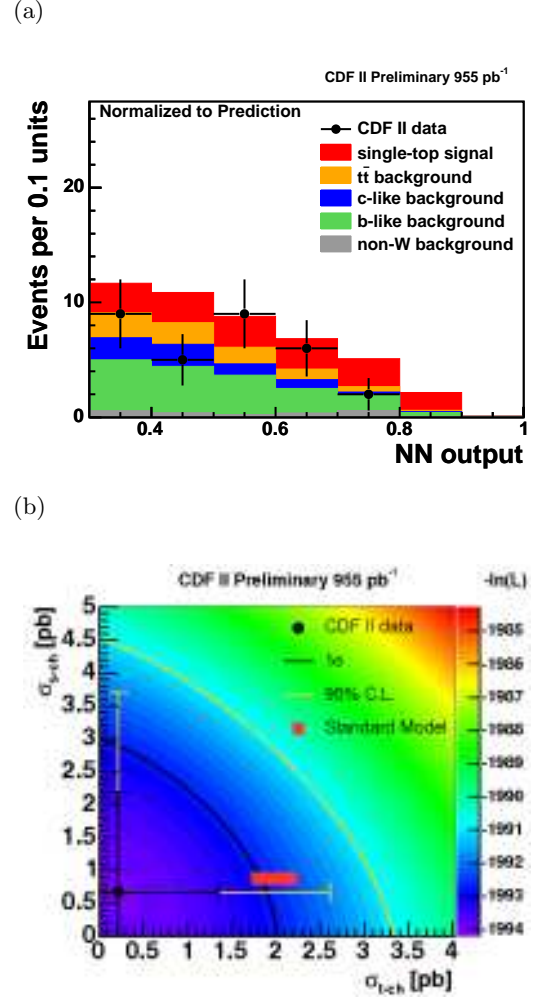 (a)
CDF II Preliminary 955 pb-1
Normalized to Prediction
CDF II data
single-top signal
tt̄ background
c-like background
b-like background
non-W background
Events per 0.1 units
20
10
0
0.4 0.6 0.8 1
NN output
(b)
CDF II Preliminary 955 pb-1
-ln(L)
σs-ch [pb]
5
4.5
4
3.5
3
2.5
2
1.5
1
0.5
0
CDF II data
1σ
90% C.L.
Standard Model
-1985
-1986
-1987
-1988
-1989
-1990
-1991
-1992
-1993
-1994
0 0.5 1 1.5 2 2.5 3 3.5 4
σt-ch [pb]